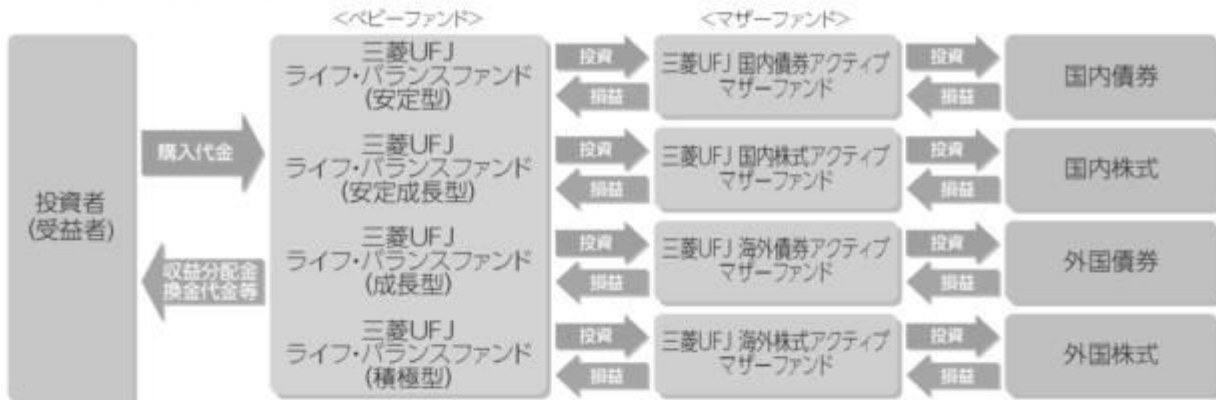 <ベビーファンド>
<マザーファンド>
投資者
(受益者)
購入代金
収益分配金
換金代金等
三菱UFJ
ライフ・バランスファンド
(安定型)
三菱UFJ
ライフ・バランスファンド
(安定成長型)
三菱UFJ
ライフ・バランスファンド
(成長型)
三菱UFJ
ライフ・バランスファンド
(積極型)
投資
損益
投資
損益
投資
損益
投資
損益
三菱UFJ 国内債券アクティブ
マザーファンド
三菱UFJ 国内株式アクティブ
マザーファンド
三菱UFJ 海外債券アクティブ
マザーファンド
三菱UFJ 海外株式アクティブ
マザーファンド
投資
損益
投資
損益
投資
損益
投資
損益
国内債券
国内株式
外国債券
外国株式